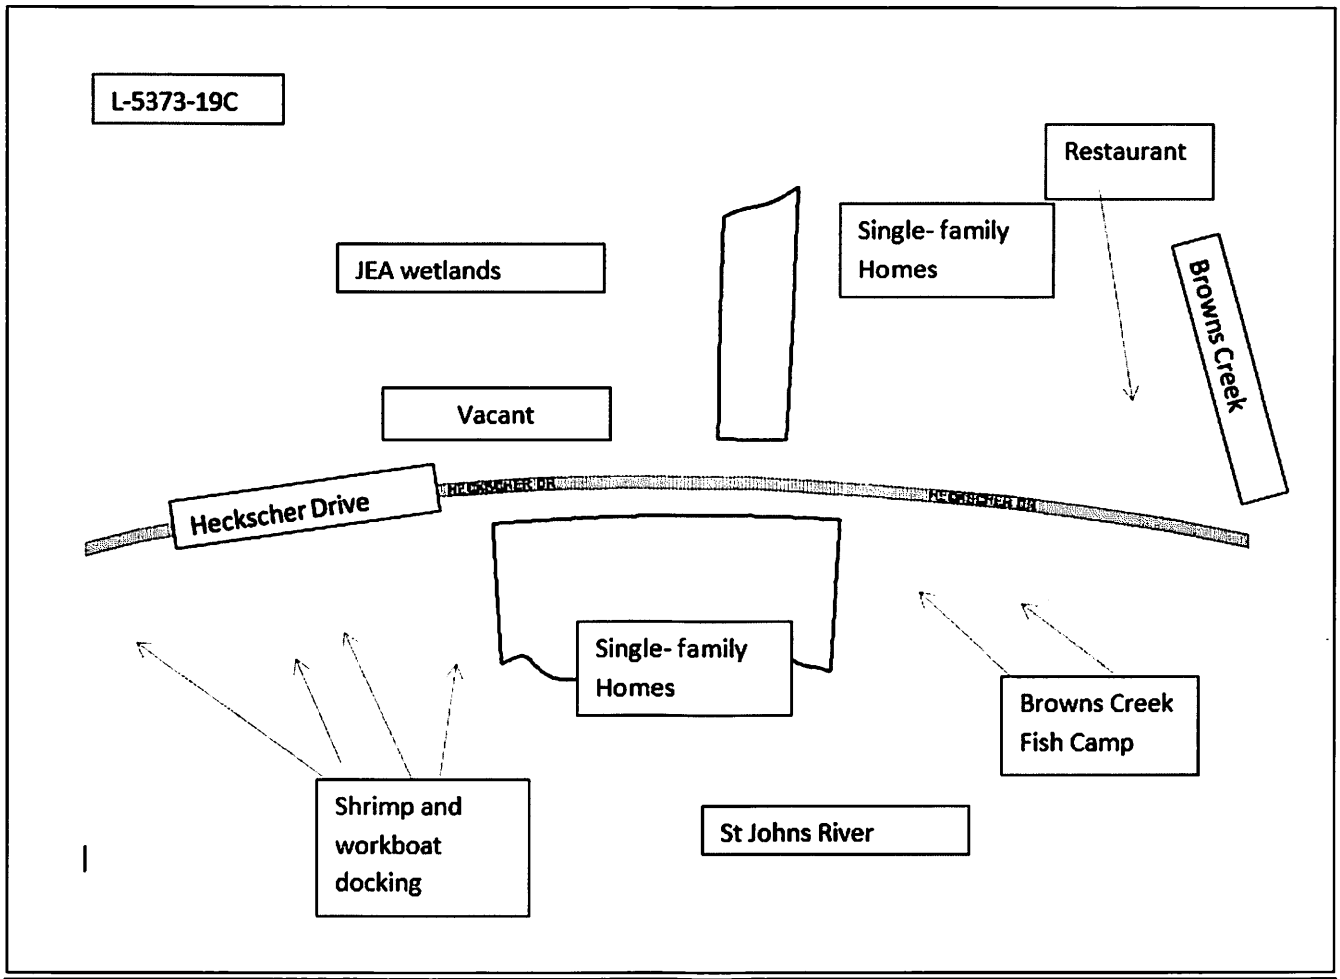 L-5373-19C
Restaurant
Single- family
Homes
JEA wetlands
Browns Creek
Vacant
Heckscher Drive
HECKSCHER DR
HECKSCHER DR
Single- family
Homes
Browns Creek
Fish Camp
Shrimp and
workboat
docking
St Johns River